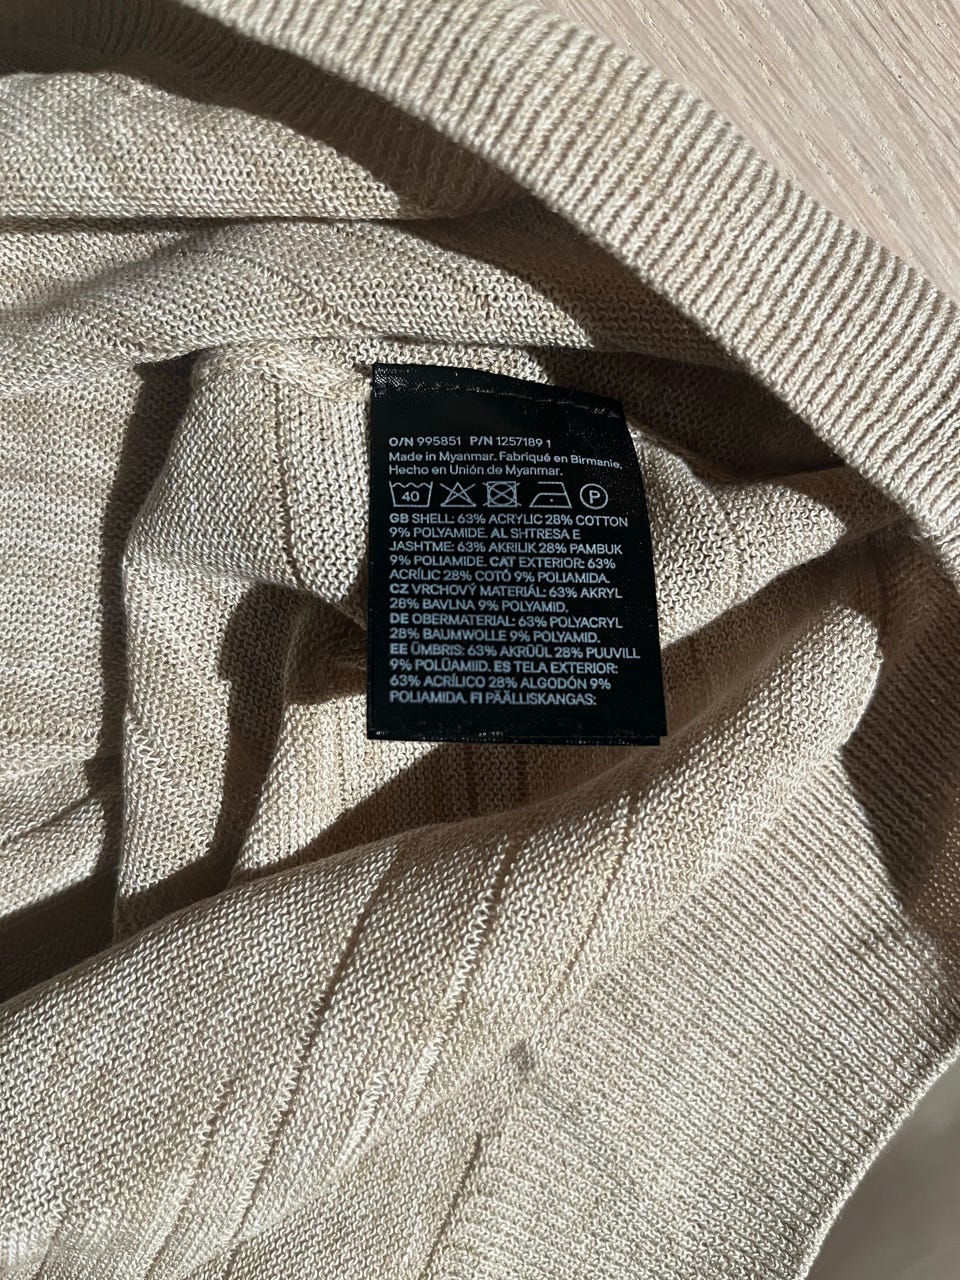 O/N 995851 P/N 1257189 1
Made in Myanmar. Fabriqué en Birmanie.
Hecho en Unión de Myanmar.
40 P
GB SHELL: 63% ACRYLIC 28% COTTON
9% POLYAMIDE. AL SHTRESA E
JASHTME: 63% AKRILIK 28% PAMBUK
9% POLIAMIDE. CAT EXTERIOR: 63%
ACRÍLIC 28% COTÓ 9% POLIAMIDA.
CZ VRCHOVÝ MATERIÁL: 63% AKRYL
28% BAVLNA 9% POLYAMID.
DE OBERMATERIAL: 63% POLYACRYL
28% BAUMWOLLE 9% POLYAMID.
EE ÜMBRIS: 63% AKRÜÜL 28% PUUVILL
9% POLÜAMIID. ES TELA EXTERIOR:
63% ACRÍLICO 28% ALGODÓN 9%
POLIAMIDA. FI PÄÄLLISKANGAS: